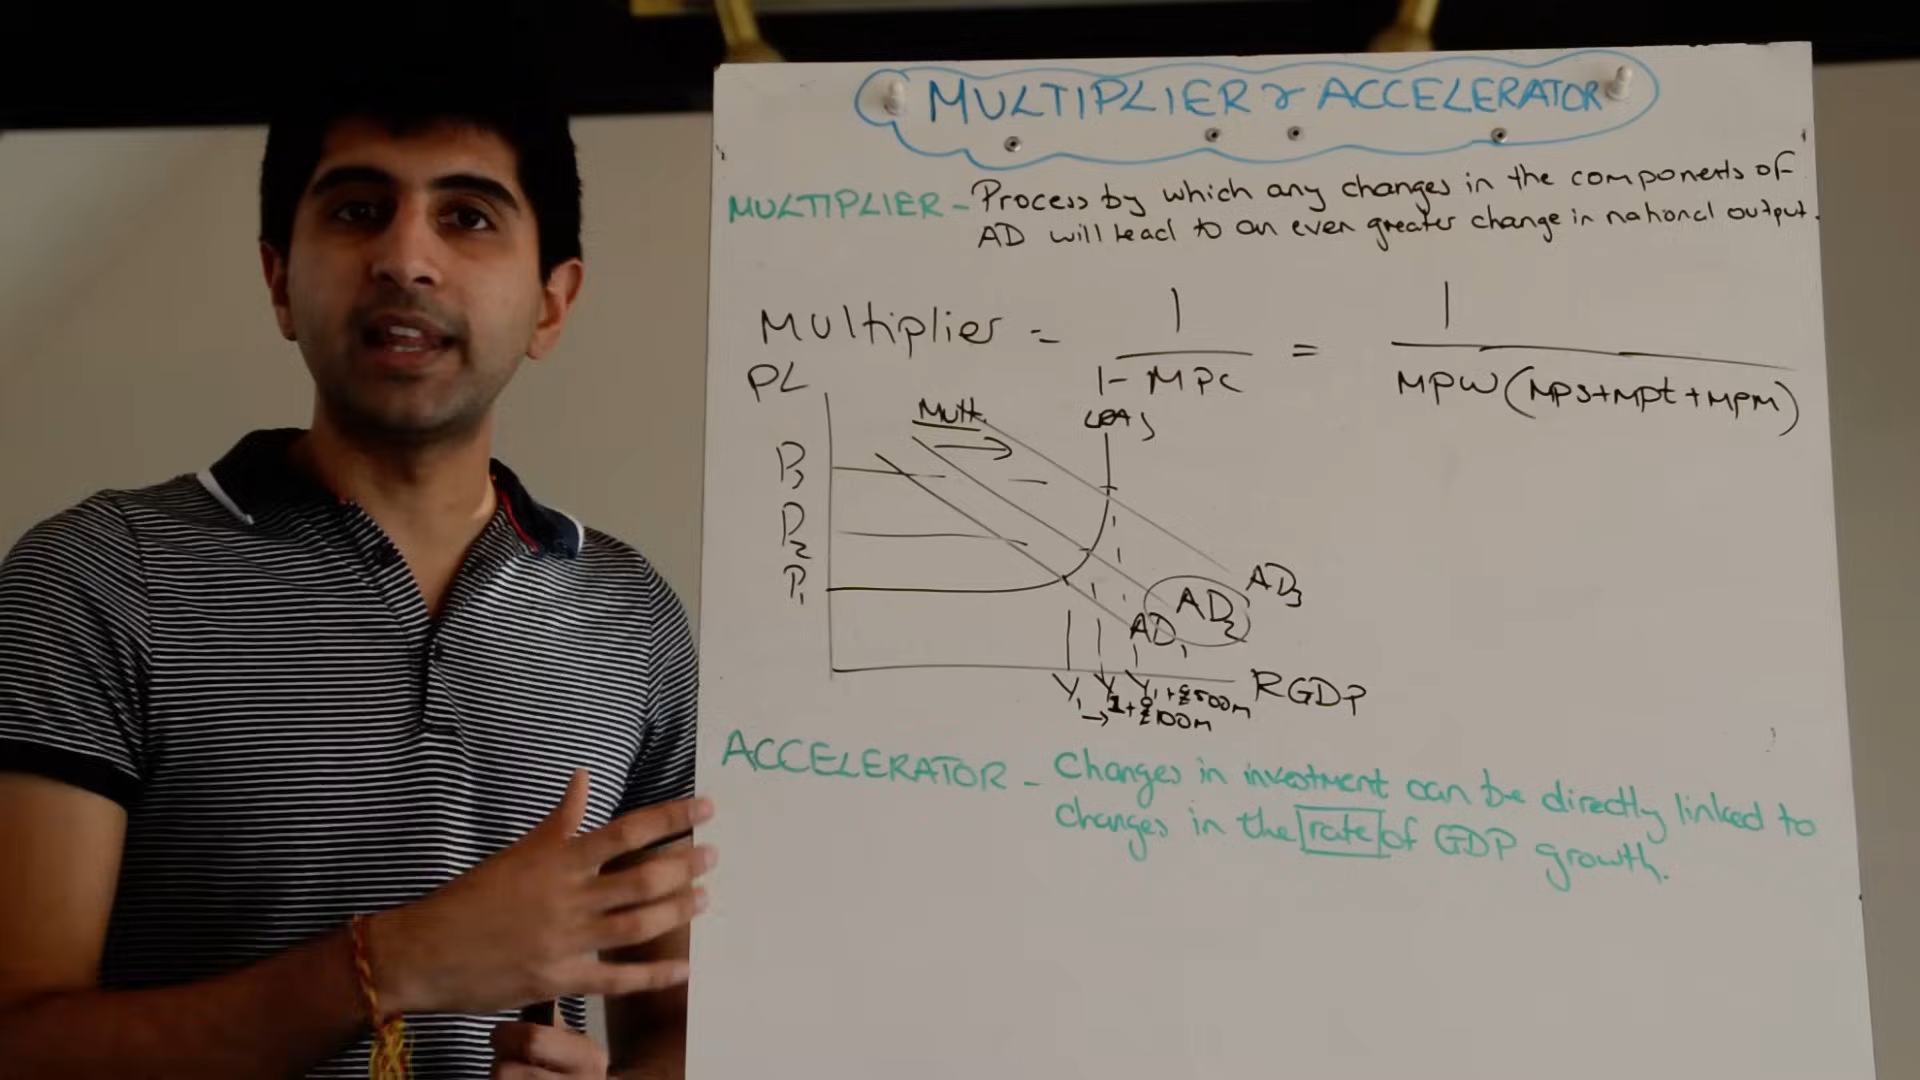 MULTIPLIER & ACCELERATOR
MULTIPLIER - Process by which any changes in the components of
AD will lead to an even greater change in national output.
Multiplier = 1 / 1 - MPC = 1 / MPW (MPS + MPT + MPM)
PL
Mult.
LRAS
P3
P2
P1
AD3
AD2
AD1
Y1 Y1 + £100m Y1 + £500m
RGDP
ACCELERATOR - Changes in investment can be directly linked to
changes in the rate of GDP growth.